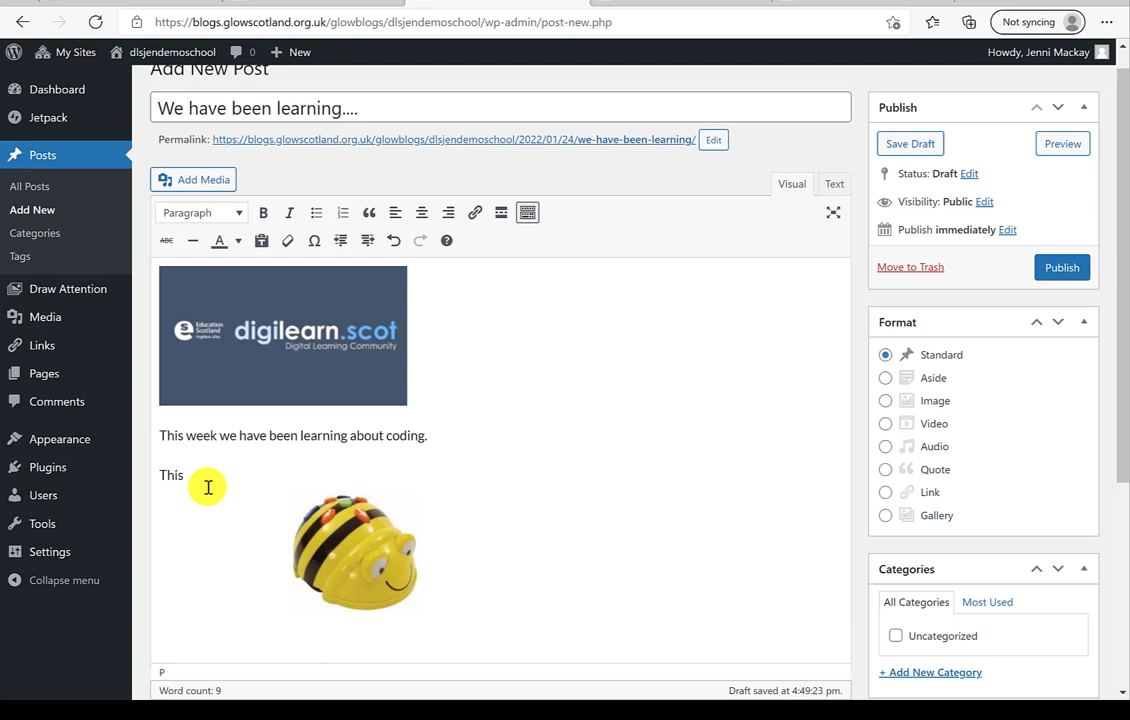 https://blogs.glowscotland.org.uk/glowblogs/dlsjendemoschool/wp-admin/post-new.php
Not syncing
My Sites
dlsjendemoschool
0
New
Howdy, Jenni Mackay
Dashboard
Jetpack
Posts
All Posts
Add New
Categories
Tags
Draw Attention
Media
Links
Pages
Comments
Appearance
Plugins
Users
Tools
Settings
Collapse menu
Add New Post
We have been learning....
Permalink: https://blogs.glowscotland.org.uk/glowblogs/dlsjendemoschool/2022/01/24/we-have-been-learning/ Edit
Add Media
Visual
Text
Paragraph
B I
ABC
A
Education
Scotland
digilearn.scot
Digital Learning Community
This week we have been learning about coding.
This
P
Word count: 9
Draft saved at 4:49:23 pm.
Publish
Save Draft
Preview
Status: Draft Edit
Visibility: Public Edit
Publish immediately Edit
Move to Trash
Publish
Format
Standard
Aside
Image
Video
Audio
Quote
Link
Gallery
Categories
All Categories
Most Used
Uncategorized
+ Add New Category